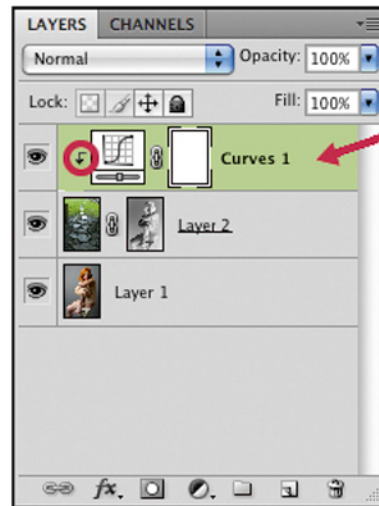 LAYERS CHANNELS
Normal Opacity: 100%
Lock: Fill: 100%
Curves 1
Layer 2
Layer 1
fx.